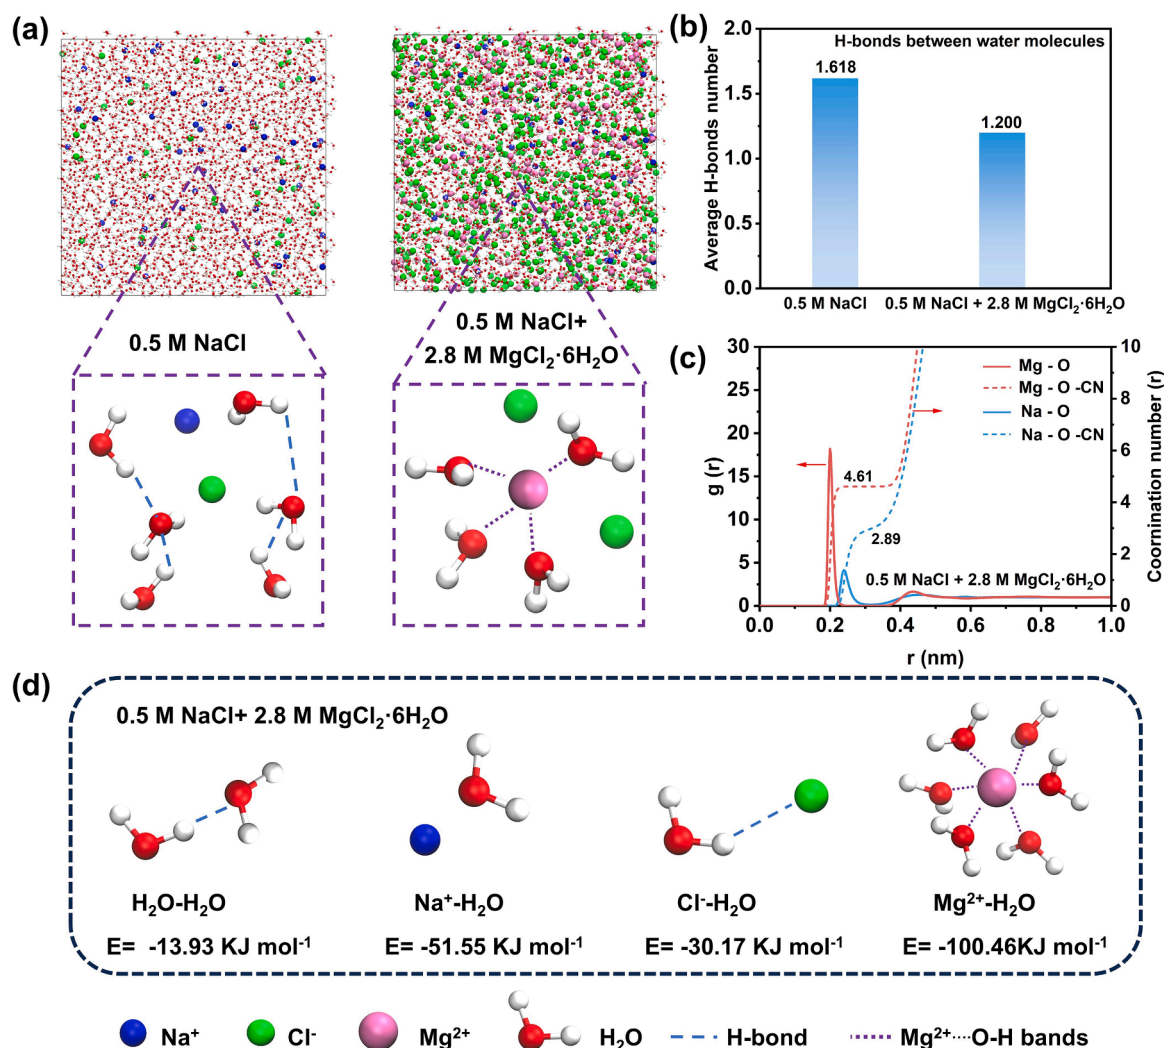 (a)
0.5 M NaCl
0.5 M NaCl+
2.8 M MgCl₂·6H₂O
(b)
H-bonds between water molecules
Average H-bonds number
2.0
1.5
1.0
0.5
0.0
1.618
1.200
0.5 M NaCl
0.5 M NaCl + 2.8 M MgCl₂·6H₂O
(c)
g (r)
30
25
20
15
10
5
0
Mg - O
Mg - O -CN
Na - O
Na - O -CN
4.61
2.89
0.5 M NaCl + 2.8 M MgCl₂·6H₂O
10
8
6
4
2
0
Coornination number (r)
0.0 0.2 0.4 0.6 0.8 1.0
r (nm)
(d)
0.5 M NaCl+ 2.8 M MgCl₂·6H₂O
H₂O-H₂O
E= -13.93 KJ mol⁻¹
Na⁺-H₂O
E= -51.55 KJ mol⁻¹
Cl⁻-H₂O
E= -30.17 KJ mol⁻¹
Mg²⁺-H₂O
E= -100.46KJ mol⁻¹
Na⁺ Cl⁻ Mg²⁺ H₂O H-bond Mg²⁺····O-H bands